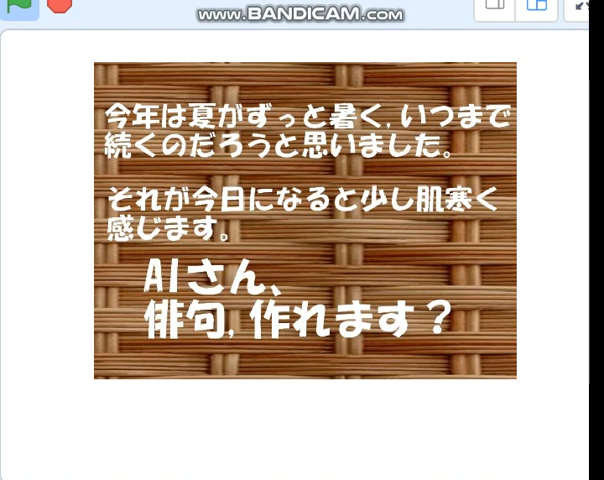 www.BANDICAM.com
今年は夏がずっと暑く,いつまで
続くのだろうと思いました。
それが今日になると少し肌寒く
感じます。
AIさん、
俳句,作れます？